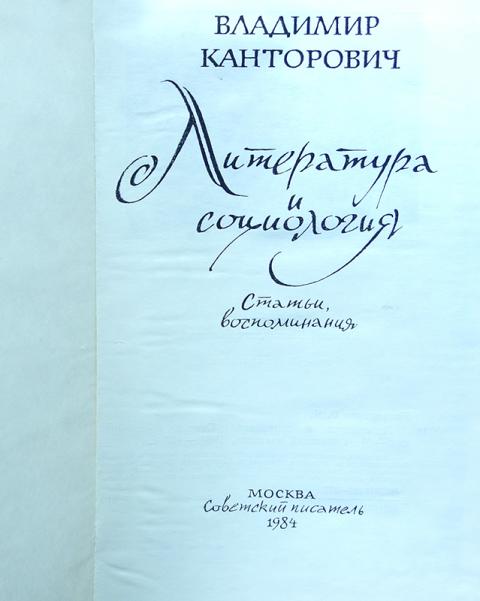 ВЛАДИМИР
КАНТОРОВИЧ
Литература
и
социология
Статьи,
воспоминания
МОСКВА
Советский писатель
1984